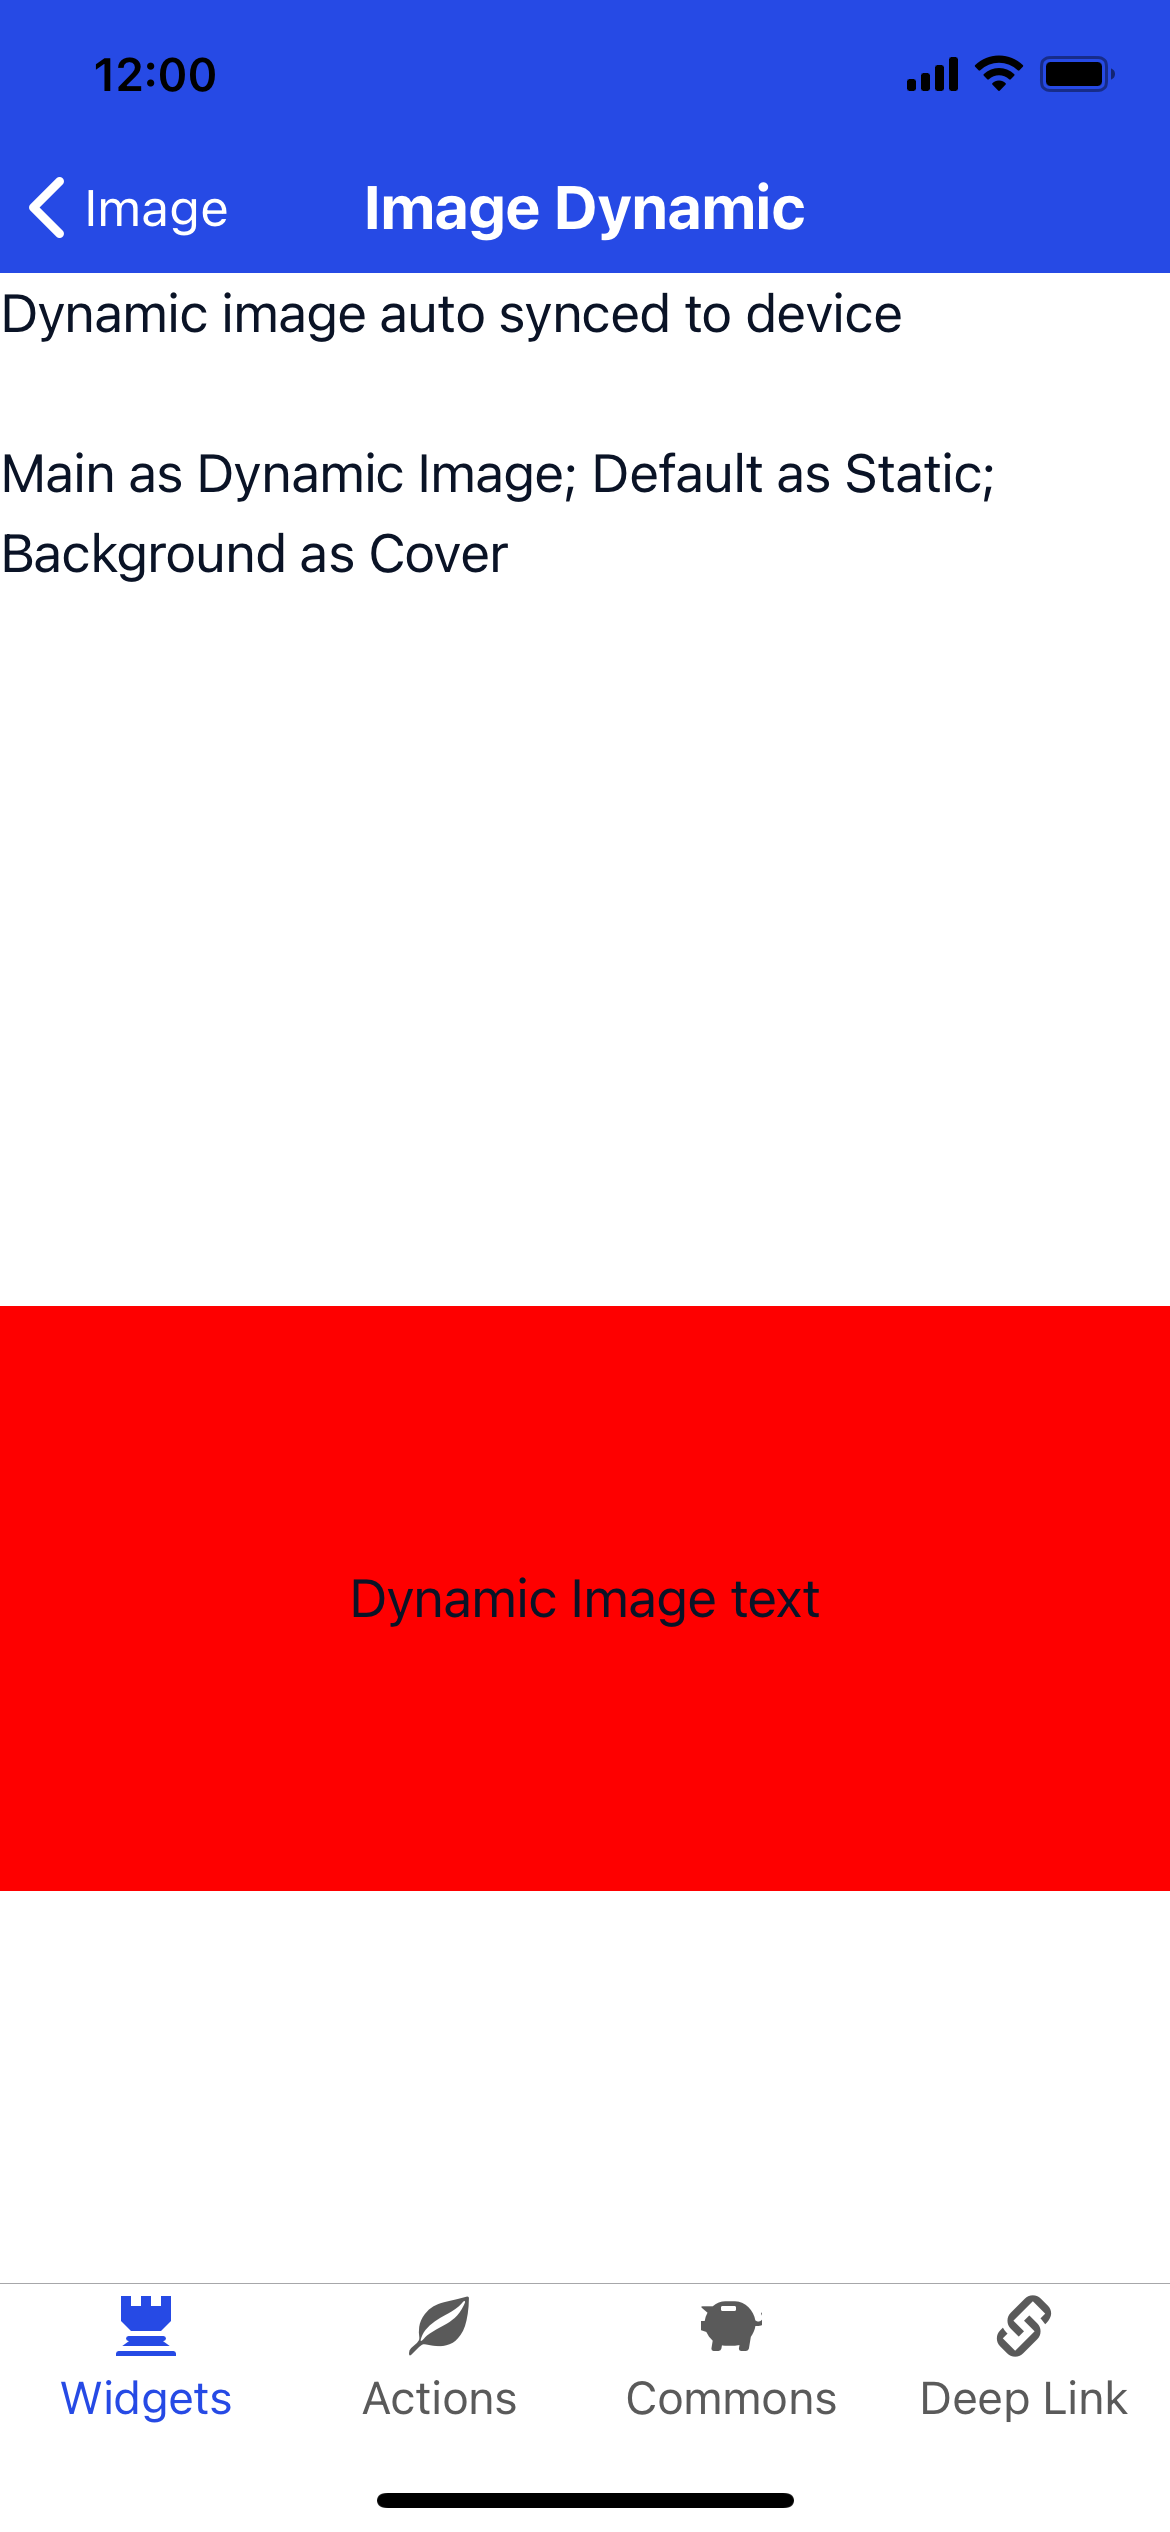 12:00
Image
Image Dynamic
Dynamic image auto synced to device
Main as Dynamic Image; Default as Static;
Background as Cover
Dynamic Image text
Widgets
Actions
Commons
Deep Link